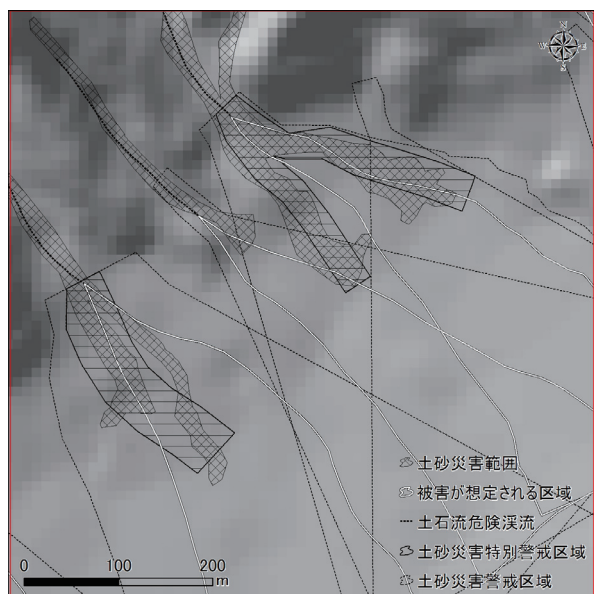 N
W E
S
土砂災害範囲
被害が想定される区域
土石流危険渓流
土砂災害特別警戒区域
土砂災害警戒区域
0 100 200
m